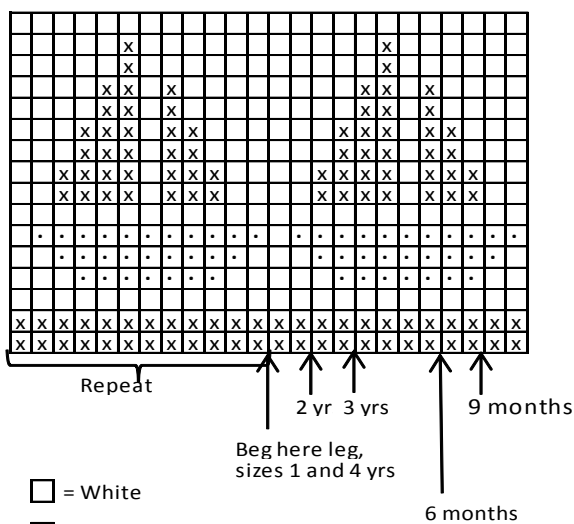 x x
x x
x x x x x x
x x x x x x
x x x x x x x x x x
x x x x x x x x x x
x x x x x x x x x x x x x x
x x x x x x x x x x x x x x
. . . . . . . . . . . . . . . . . . . . . .
. . . . . . . . . . . . . . . . . .
. . . . . . . . . . . . . .
x x x x x x x x x x x x x x x x x x x x x x x x
x x x x x x x x x x x x x x x x x x x x x x x x
Repeat
2 yr 3 yrs 9 months
Beg here leg,
sizes 1 and 4 yrs
= White
6 months